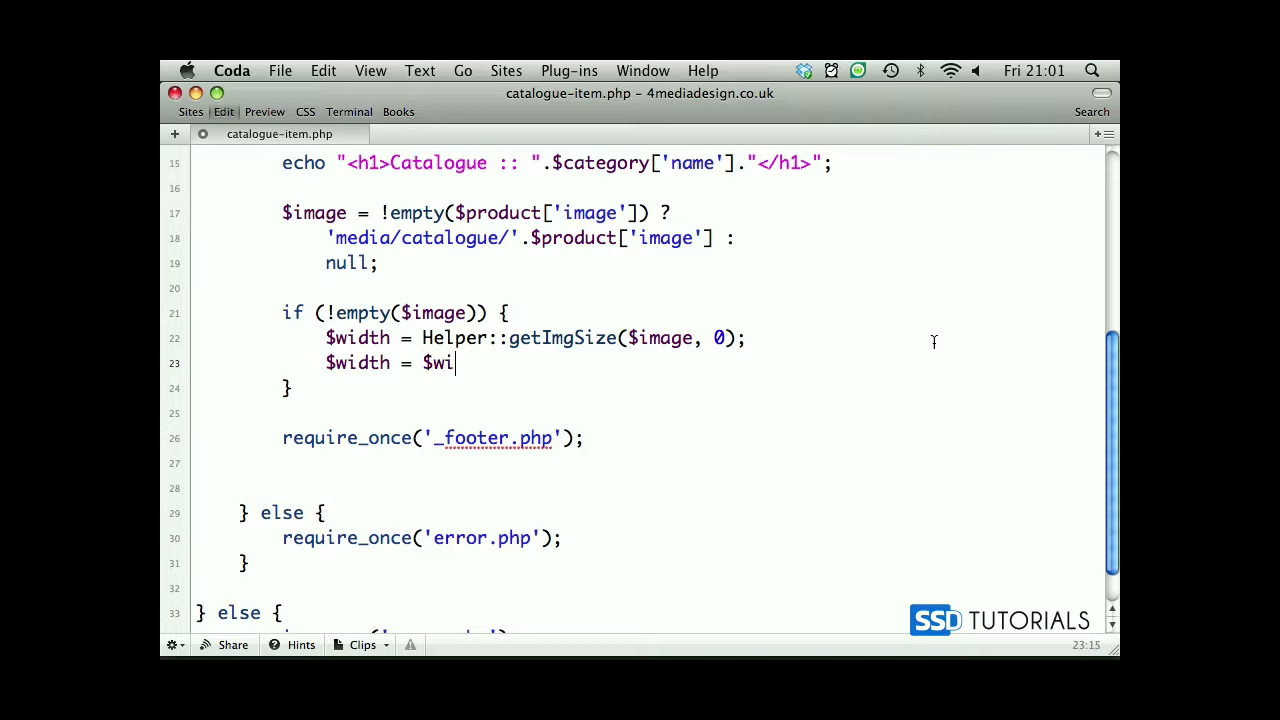 Coda File Edit View Text Go Sites Plug-ins Window Help Fri 21:01
catalogue-item.php - 4mediadesign.co.uk
Sites Edit Preview CSS Terminal Books Search
+ catalogue-item.php
15 echo "<h1>Catalogue :: ".$category['name']."</h1>";
16
17 $image = !empty($product['image']) ?
18 'media/catalogue/'.$product['image'] :
19 null;
20
21 if (!empty($image)) {
22 $width = Helper::getImgSize($image, 0);
23 $width = $wi
24 }
25
26 require_once('_footer.php');
27
28
29 } else {
30 require_once('error.php');
31 }
32
33 } else {
SSD TUTORIALS
Share Hints Clips 23:15